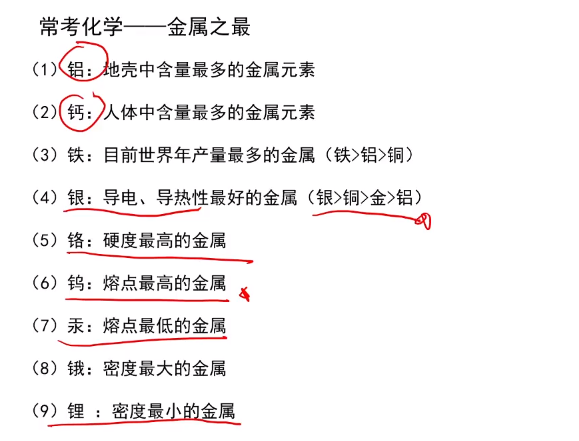 常考化学——金属之最
(1) 铝：地壳中含量最多的金属元素
(2) 钙：人体中含量最多的金属元素
(3) 铁：目前世界年产量最多的金属（铁>铝>铜）
(4) 银：导电、导热性最好的金属（银>铜>金>铝）
(5) 铬：硬度最高的金属
(6) 钨：熔点最高的金属
(7) 汞：熔点最低的金属
(8) 锇：密度最大的金属
(9) 锂 ：密度最小的金属